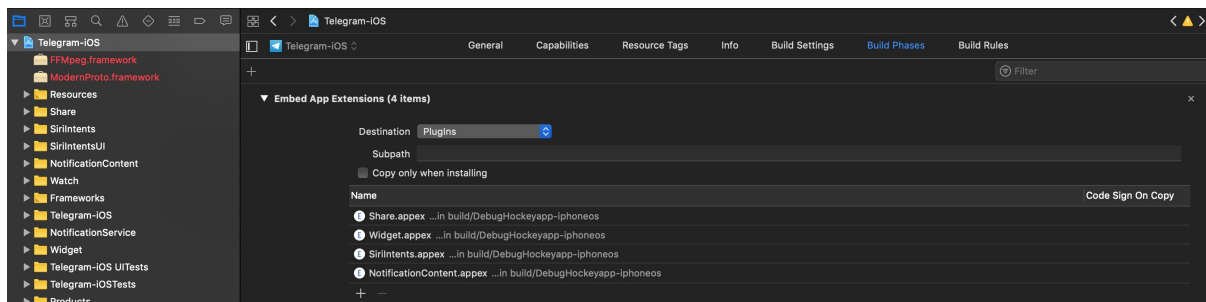 Telegram-iOS
Telegram-iOS
FFMpeg.framework
ModernProto.framework
Resources
Share
SiriIntents
SiriIntentsUI
NotificationContent
Watch
Frameworks
Telegram-iOS
NotificationService
Widget
Telegram-iOS UITests
Telegram-iOSTests
Products
Telegram-iOS
General
Capabilities
Resource Tags
Info
Build Settings
Build Phases
Build Rules
Filter
Embed App Extensions (4 items)
Destination PlugIns
Subpath
Copy only when installing
Name Code Sign On Copy
Share.appex ...in build/DebugHockeyapp-iphoneos
Widget.appex ...in build/DebugHockeyapp-iphoneos
SiriIntents.appex ...in build/DebugHockeyapp-iphoneos
NotificationContent.appex ...in build/DebugHockeyapp-iphoneos